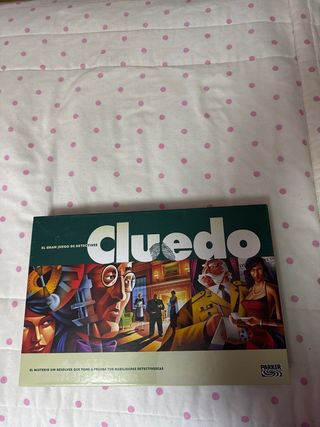 EL GRAN JUEGO DE DETECTIVES
Cluedo
EL MISTERIO SIN RESOLVER QUE PONE A PRUEBA TUS HABILIDADES DETECTIVESCAS
PARKER